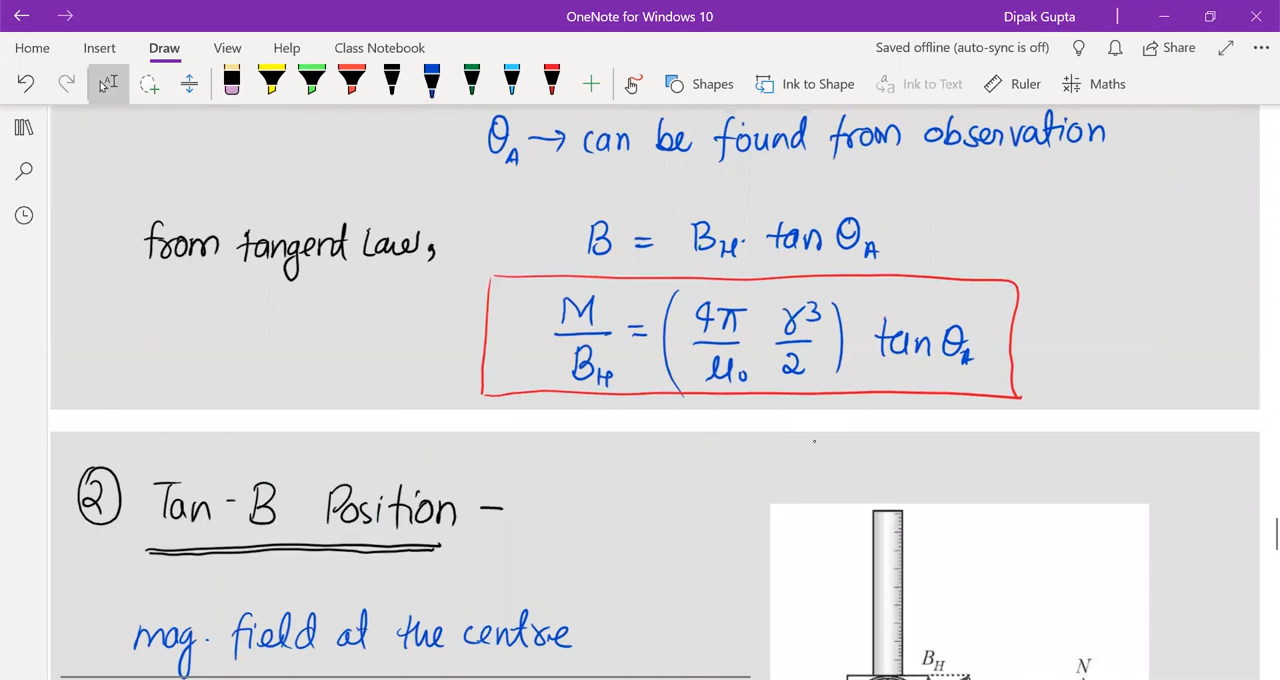 OneNote for Windows 10
Dipak Gupta
Home Insert Draw View Help Class Notebook
Saved offline (auto-sync is off) Share
Shapes Ink to Shape Ink to Text Ruler Maths
θA → can be found from observation
from tangent Law, B = BH. tan θA
M/BH = (4π/μ0 r³/2) tan θA
② Tan-B Position -
mag. field at the centre
BH
N